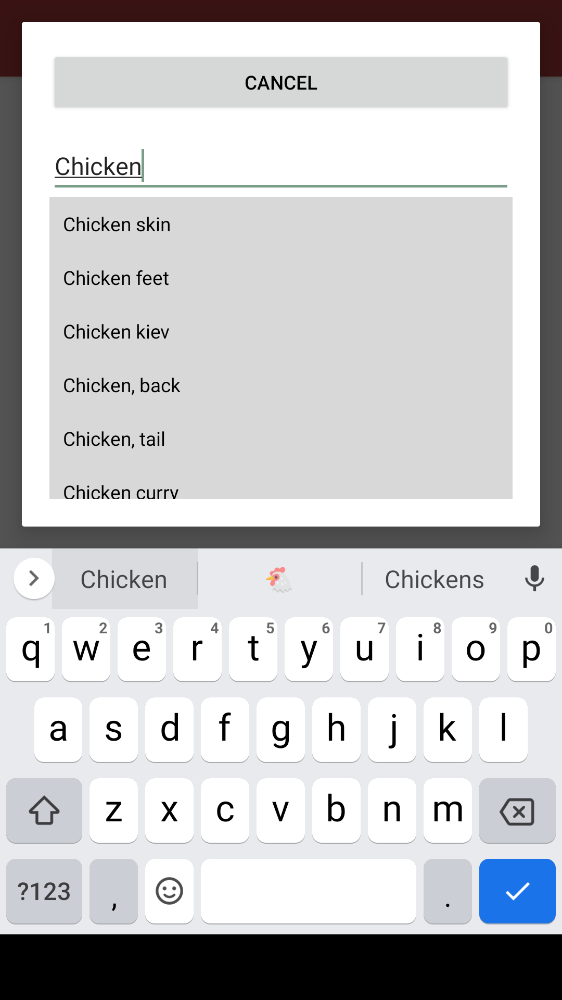 CANCEL
Chicken
Chicken skin
Chicken feet
Chicken kiev
Chicken, back
Chicken, tail
Chicken curry
Chicken Chickens
1 2 3 4 5 6 7 8 9 0
q w e r t y u i o p
a s d f g h j k l
z x c v b n m
?123 , .